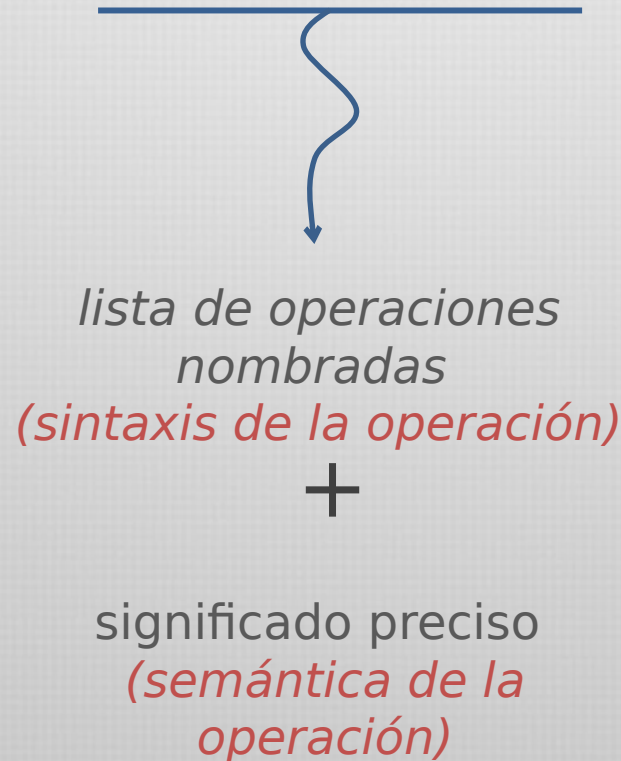 lista de operaciones
nombradas
(sintaxis de la operación)
+
significado preciso
(semántica de la
operación)